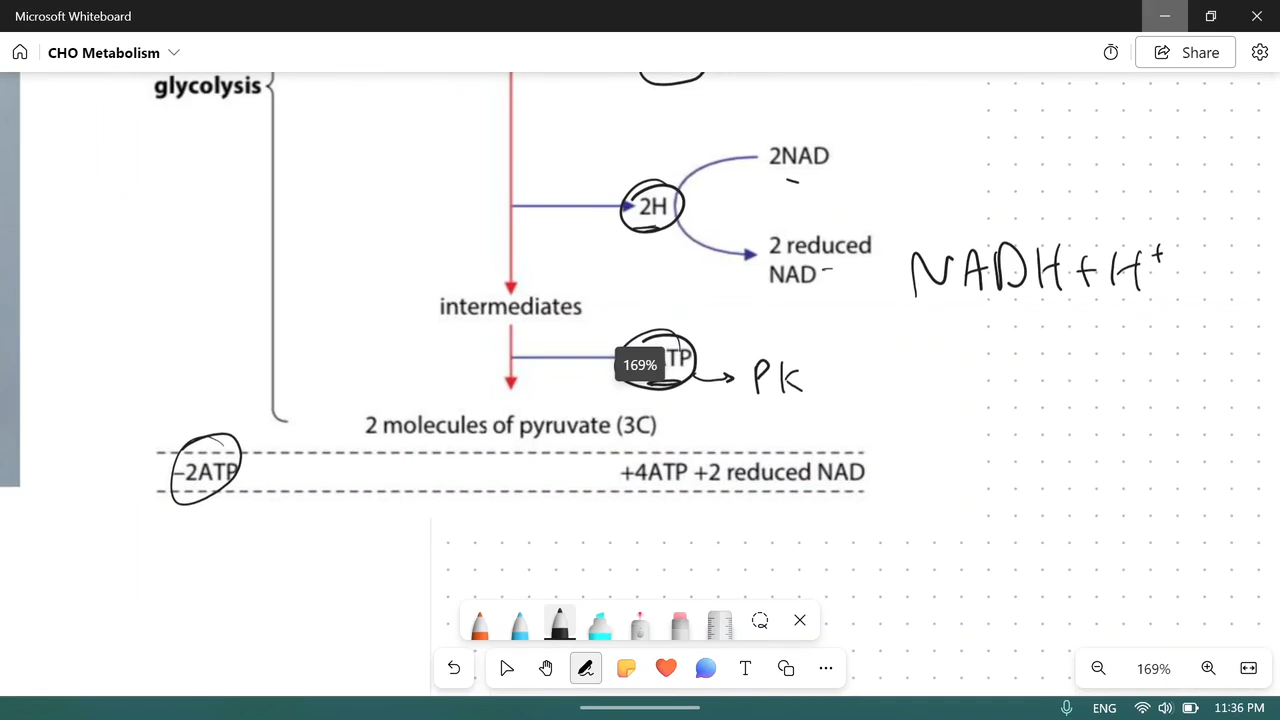 Microsoft Whiteboard
CHO Metabolism
Share
glycolysis
2NAD
2H
2 reduced
NAD
NADH+H+
intermediates
TP
169%
PK
2 molecules of pyruvate (3C)
-2ATP
+4ATP +2 reduced NAD
169%
ENG
11:36 PM